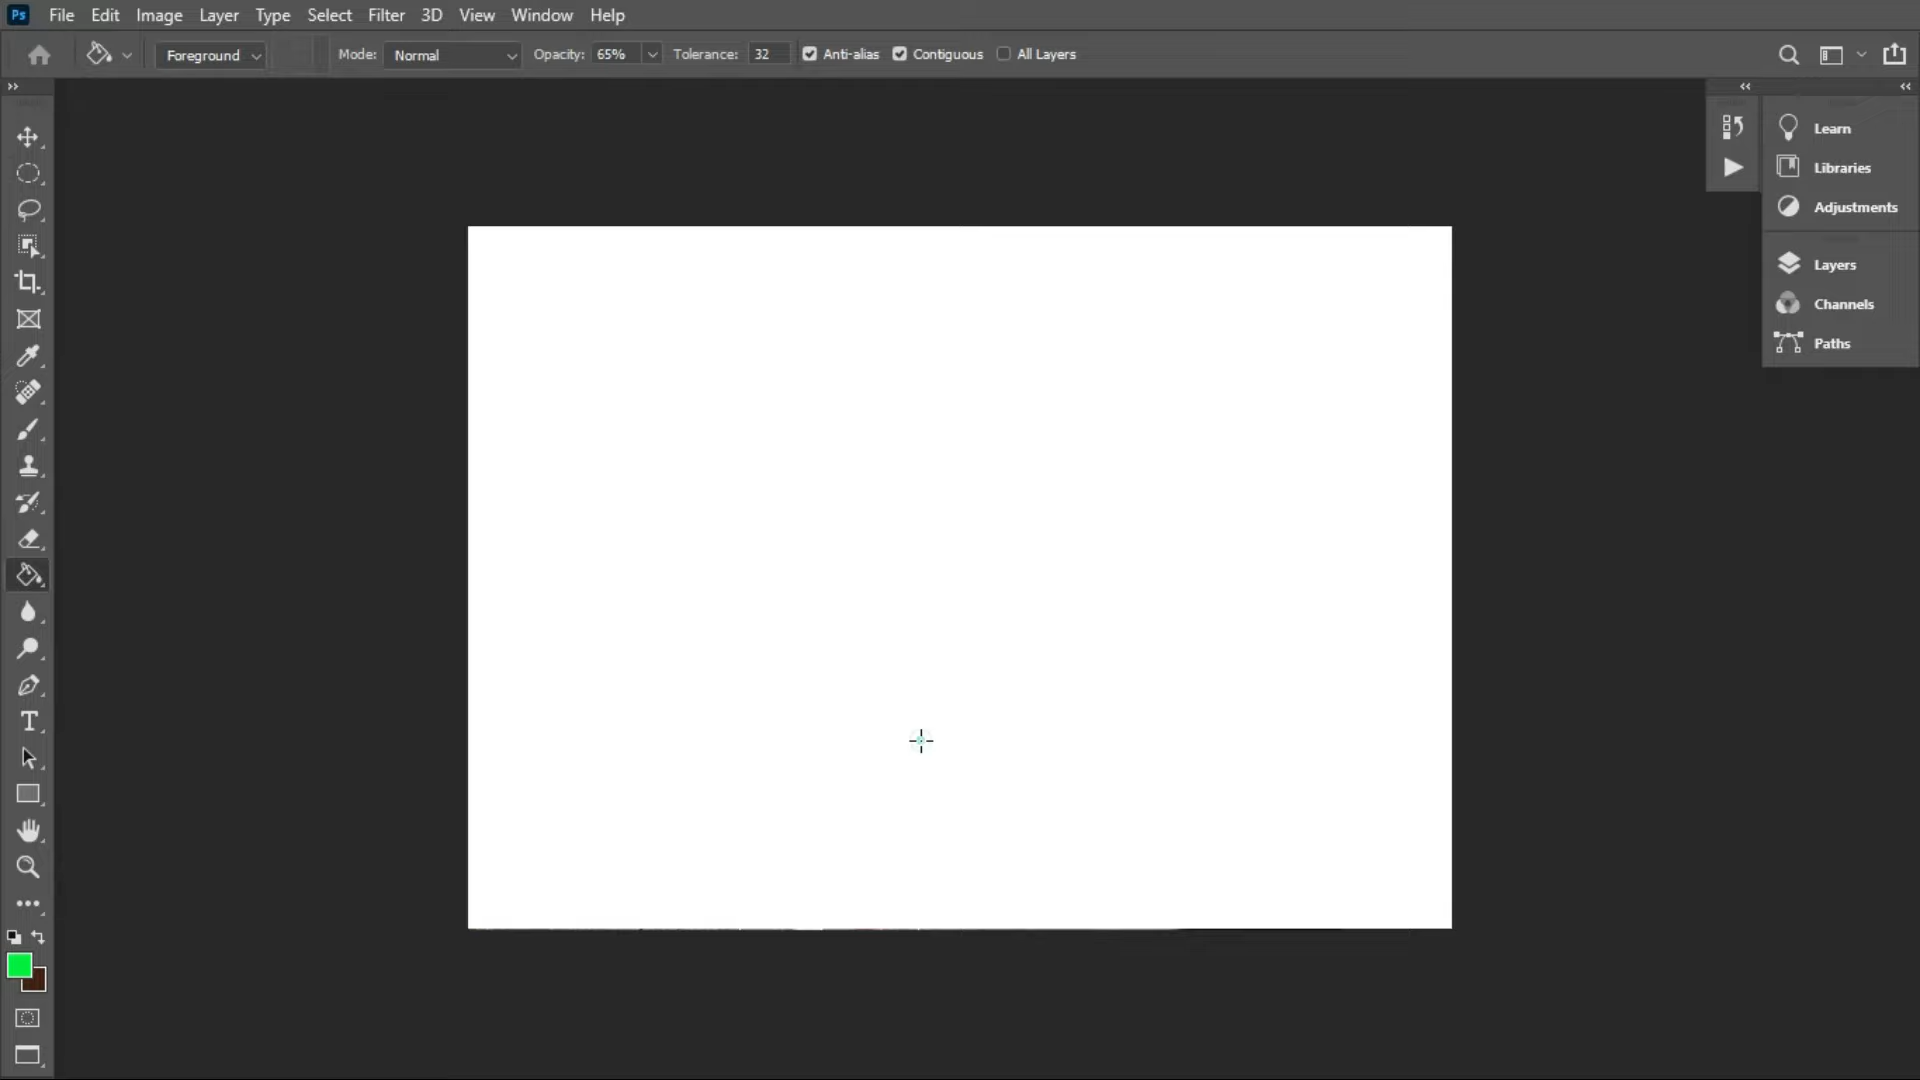 Ps File Edit Image Layer Type Select Filter 3D View Window Help
Foreground Mode: Normal Opacity: 65% Tolerance: 32 Anti-alias Contiguous All Layers
Learn
Libraries
Adjustments
Layers
Channels
Paths